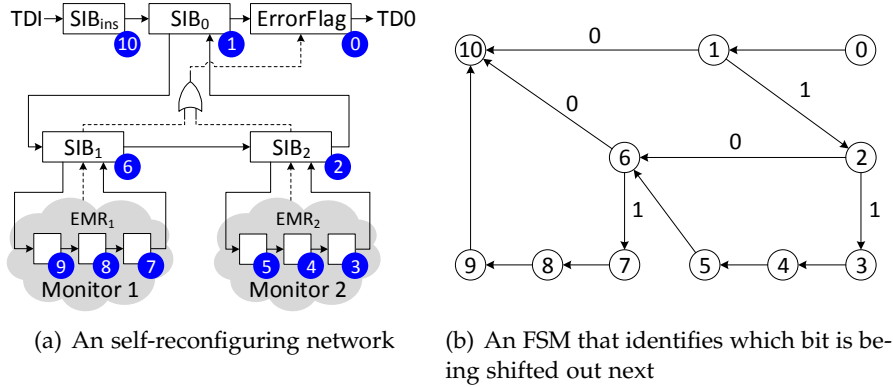 TDI SIBins SIB0 ErrorFlag TD0
10 1 0
SIB1 SIB2
6 2
EMR1 EMR2
9 8 7 5 4 3
Monitor 1 Monitor 2
(a) An self-reconfiguring network
0
10 1 0
0 1
0
6 2
1 1
9 8 7 5 4 3
(b) An FSM that identifies which bit is be-
ing shifted out next